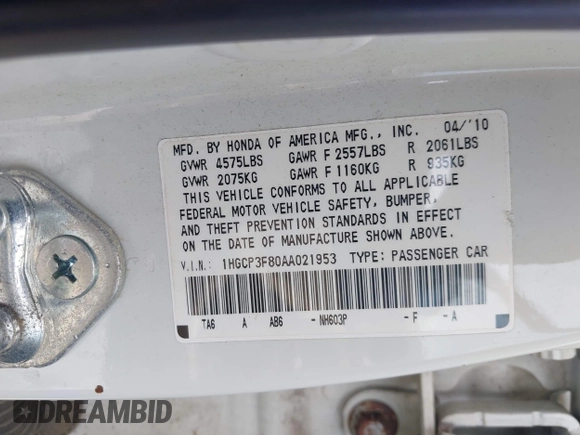 MFD. BY HONDA OF AMERICA MFG., INC. 04/'10
GVWR 4575LBS GAWR F 2557LBS R 2061LBS
GVWR 2075KG GAWR F 1160KG R 935KG
THIS VEHICLE CONFORMS TO ALL APPLICABLE
FEDERAL MOTOR VEHICLE SAFETY, BUMPER,
AND THEFT PREVENTION STANDARDS IN EFFECT
ON THE DATE OF MANUFACTURE SHOWN ABOVE.
V.I.N.: 1HGCP3F80AA021953 TYPE: PASSENGER CAR
TA6 A AB6 - NH603P - F - A
DREAMBID